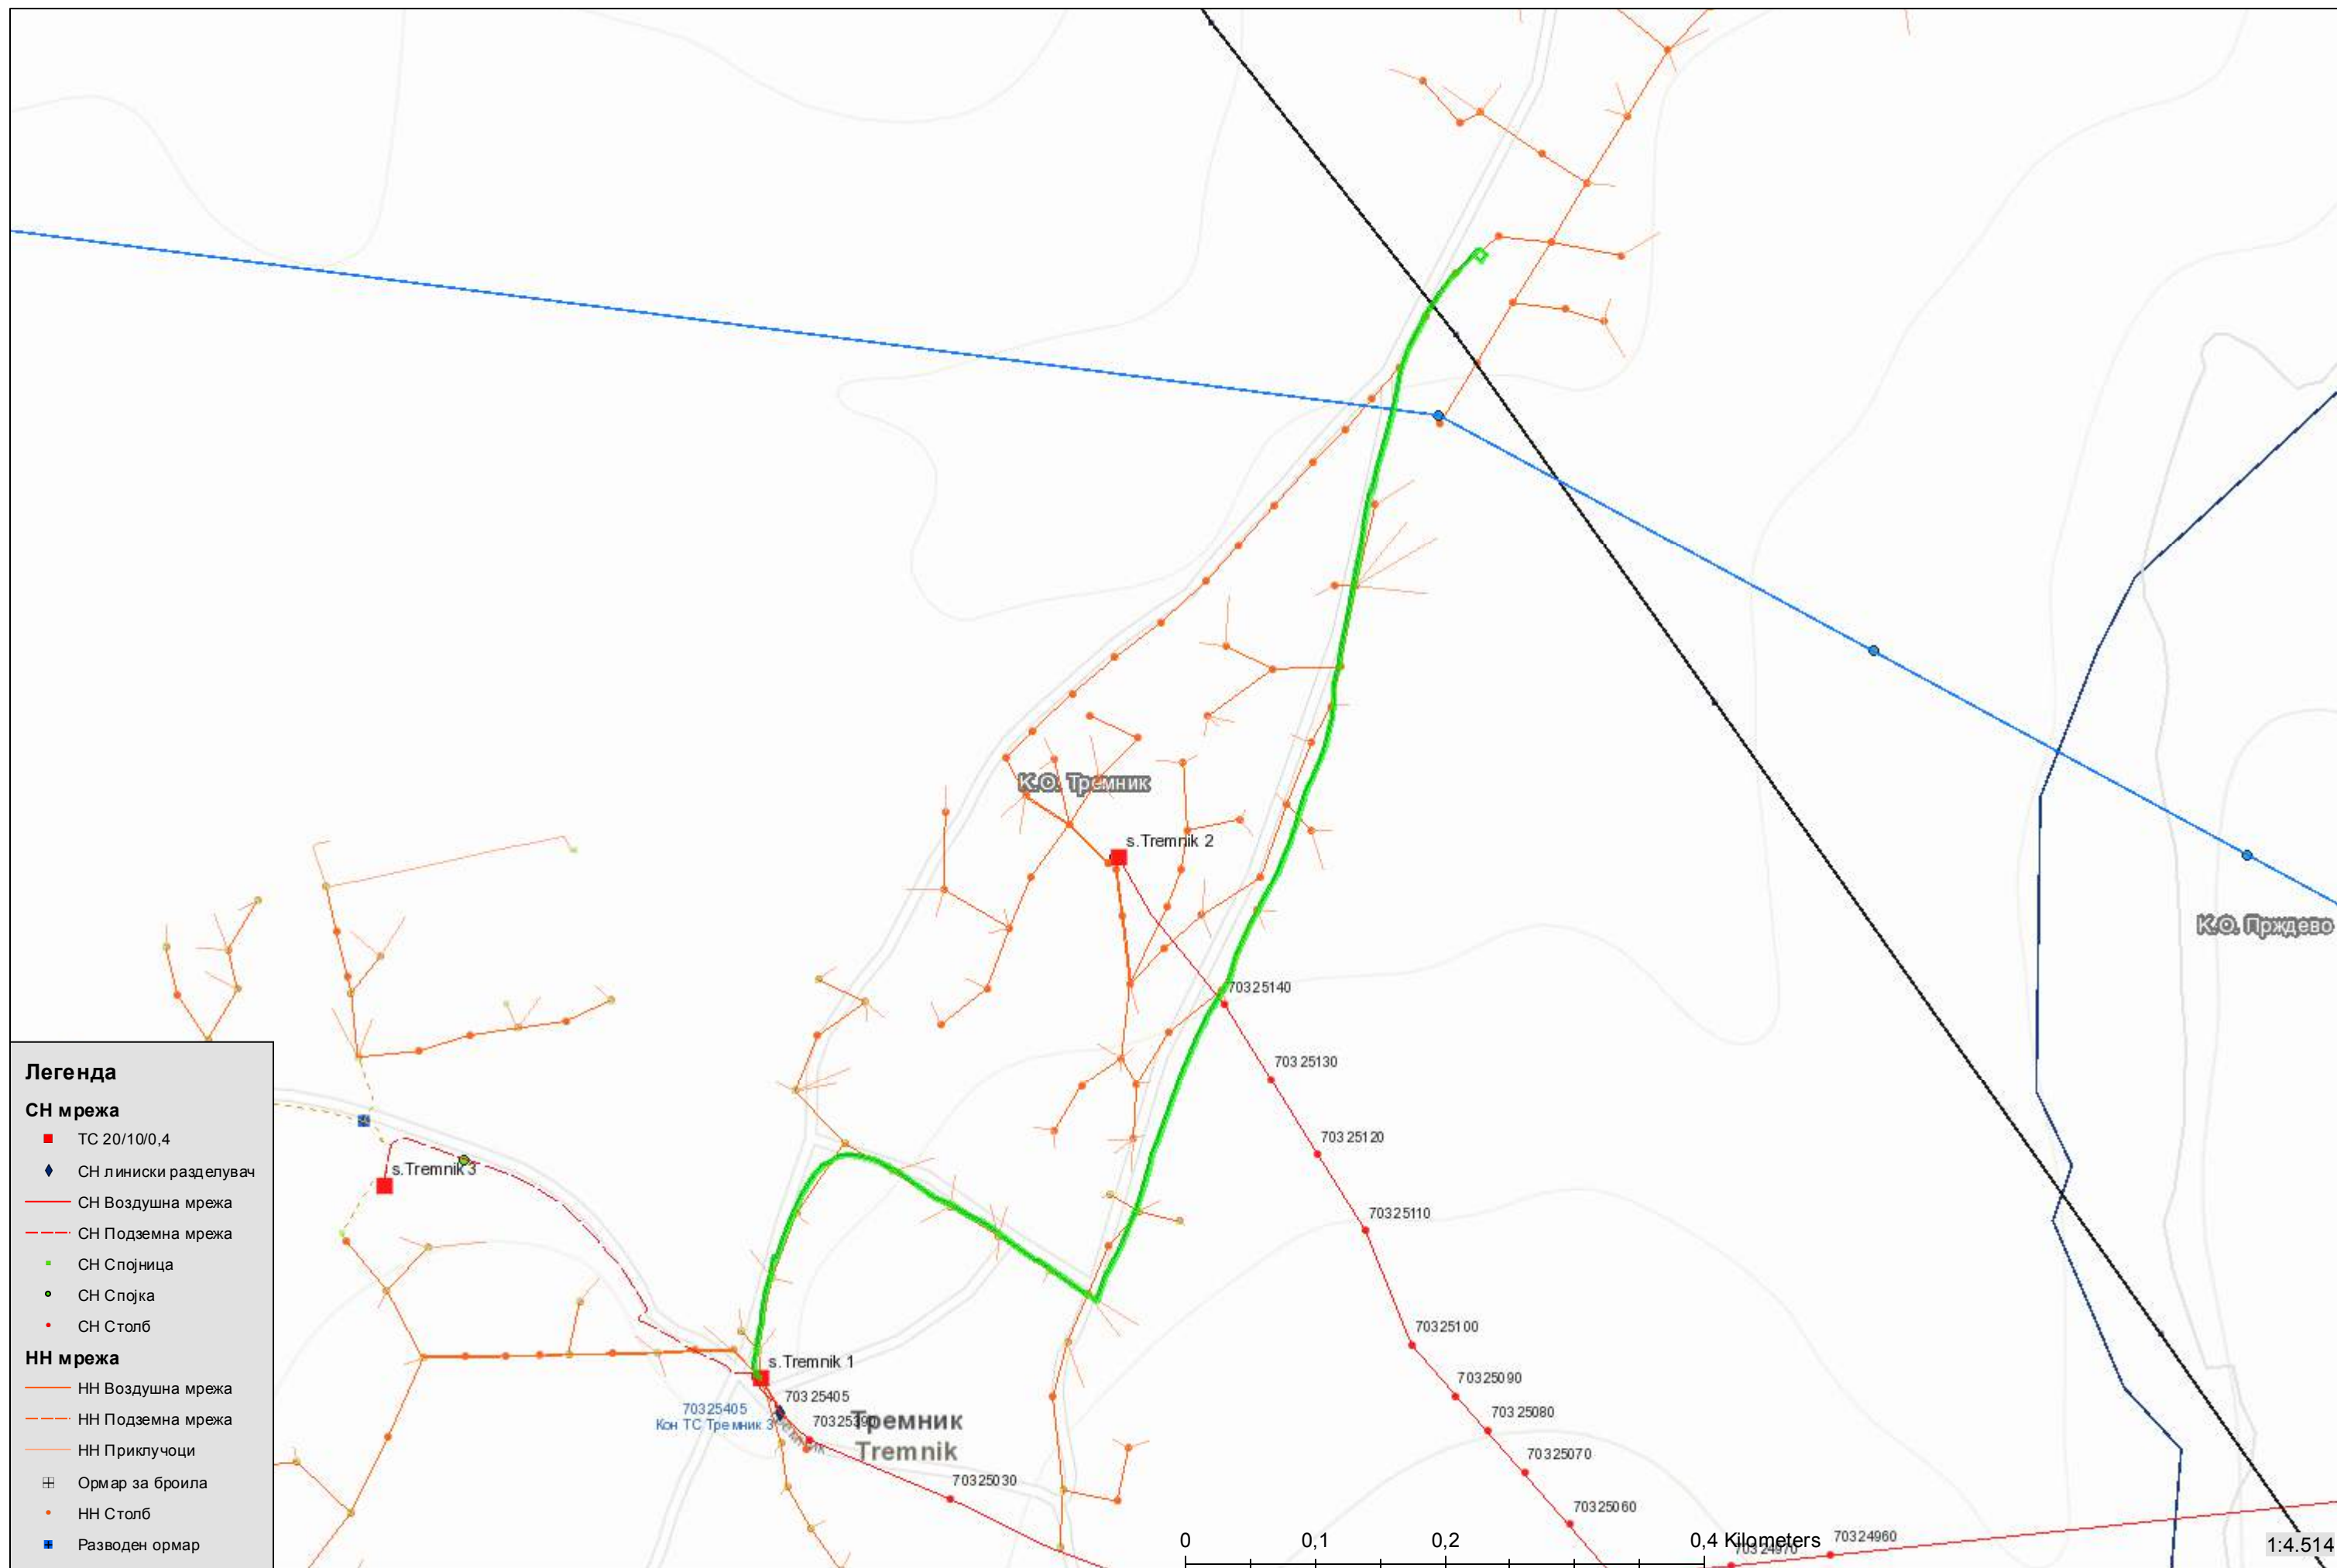 К.О. Тремник
s.Tremnik 2
К.О. Прждево
70325140
70325130
70325120
70325110
70325100
70325090
70325080
70325070
70325060
s.Tremnik 3
s.Tremnik 1
70325405
70325405
Кон ТС Тремник 3
Тремник
Tremnik
70325030
70324960
70324970
Легенда
СН мрежа
ТС 20/10/0,4
СН линиски разделувач
СН Воздушна мрежа
СН Подземна мрежа
СН Спојница
СН Спојка
СН Столб
НН мрежа
НН Воздушна мрежа
НН Подземна мрежа
НН Приклучоци
Ормар за броила
НН Столб
Разводен ормар
0 0,1 0,2 0,4 Kilometers
1:4.514